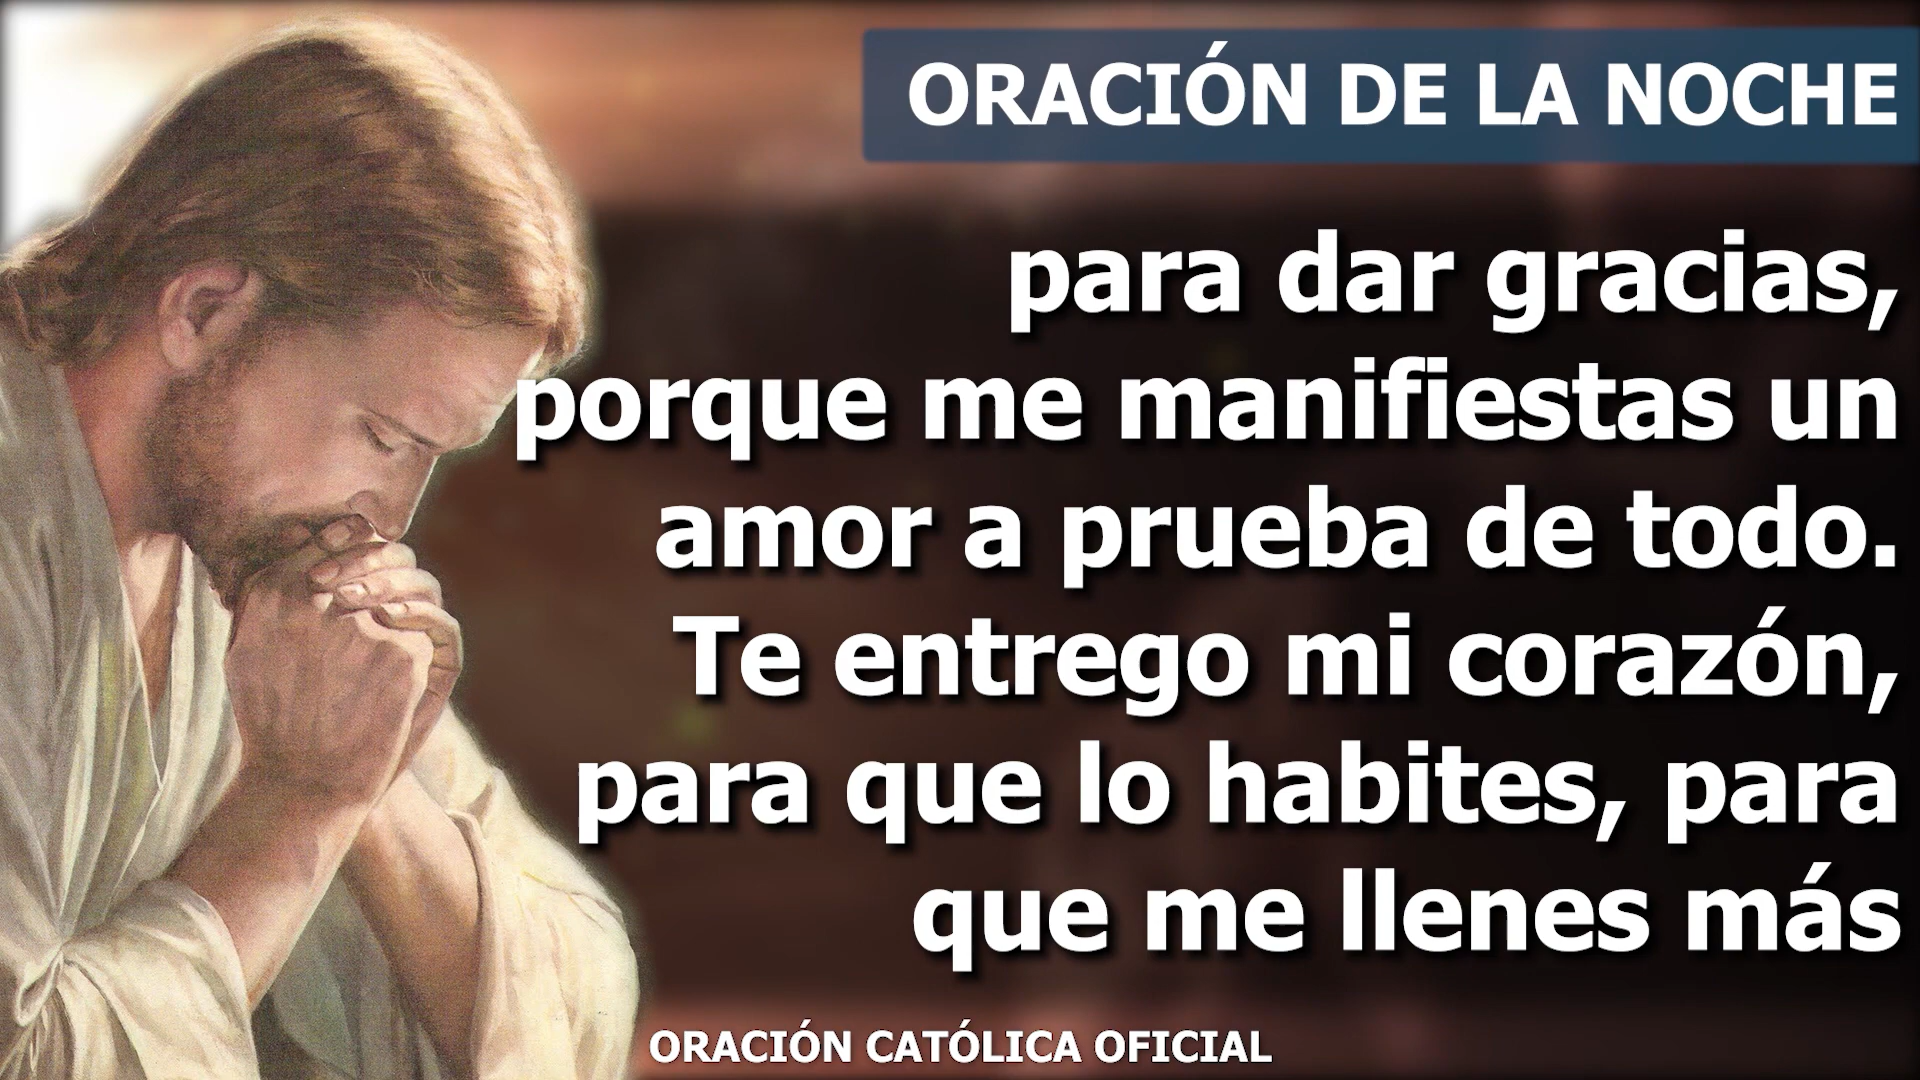 ORACIÓN DE LA NOCHE
para dar gracias,
porque me manifiestas un
amor a prueba de todo.
Te entrego mi corazón,
para que lo habites, para
que me llenes más
ORACIÓN CATÓLICA OFICIAL